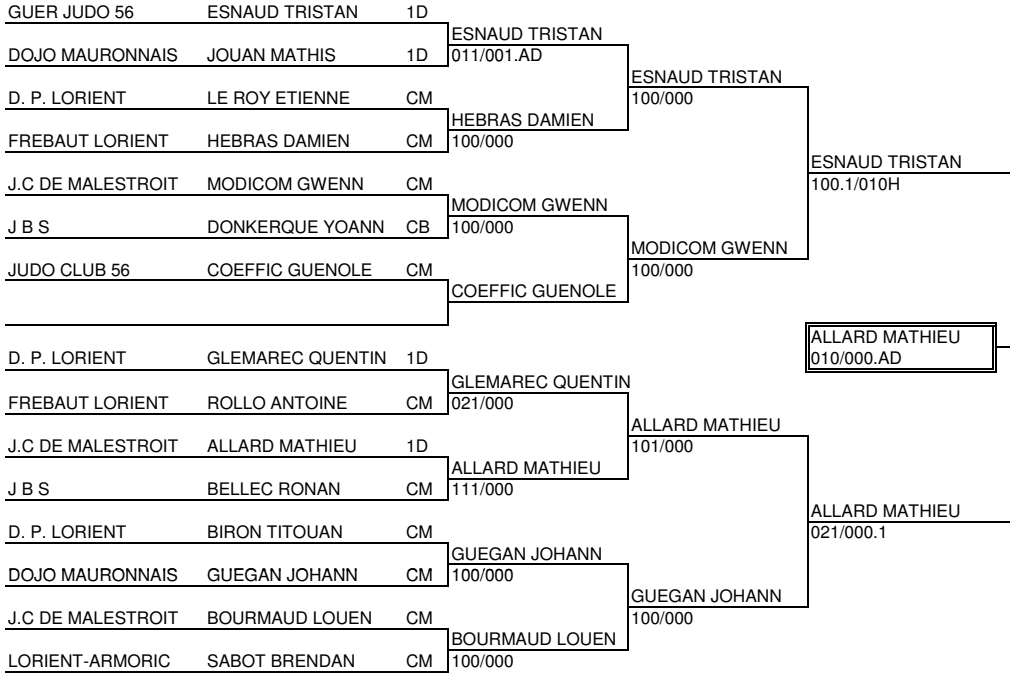 GUER JUDO 56 ESNAUD TRISTAN 1D
ESNAUD TRISTAN
DOJO MAURONNAIS JOUAN MATHIS 1D 011/001.AD
ESNAUD TRISTAN
D. P. LORIENT LE ROY ETIENNE CM 100/000
HEBRAS DAMIEN
FREBAUT LORIENT HEBRAS DAMIEN CM 100/000
ESNAUD TRISTAN
J.C DE MALESTROIT MODICOM GWENN CM 100.1/010H
MODICOM GWENN
J B S DONKERQUE YOANN CB 100/000
MODICOM GWENN
JUDO CLUB 56 COEFFIC GUENOLE CM 100/000
COEFFIC GUENOLE
ALLARD MATHIEU
D. P. LORIENT GLEMAREC QUENTIN 1D 010/000.AD
GLEMAREC QUENTIN
FREBAUT LORIENT ROLLO ANTOINE CM 021/000
ALLARD MATHIEU
J.C DE MALESTROIT ALLARD MATHIEU 1D 101/000
ALLARD MATHIEU
J B S BELLEC RONAN CM 111/000
ALLARD MATHIEU
D. P. LORIENT BIRON TITOUAN CM 021/000.1
GUEGAN JOHANN
DOJO MAURONNAIS GUEGAN JOHANN CM 100/000
GUEGAN JOHANN
J.C DE MALESTROIT BOURMAUD LOUEN CM 100/000
BOURMAUD LOUEN
LORIENT-ARMORIC SABOT BRENDAN CM 100/000